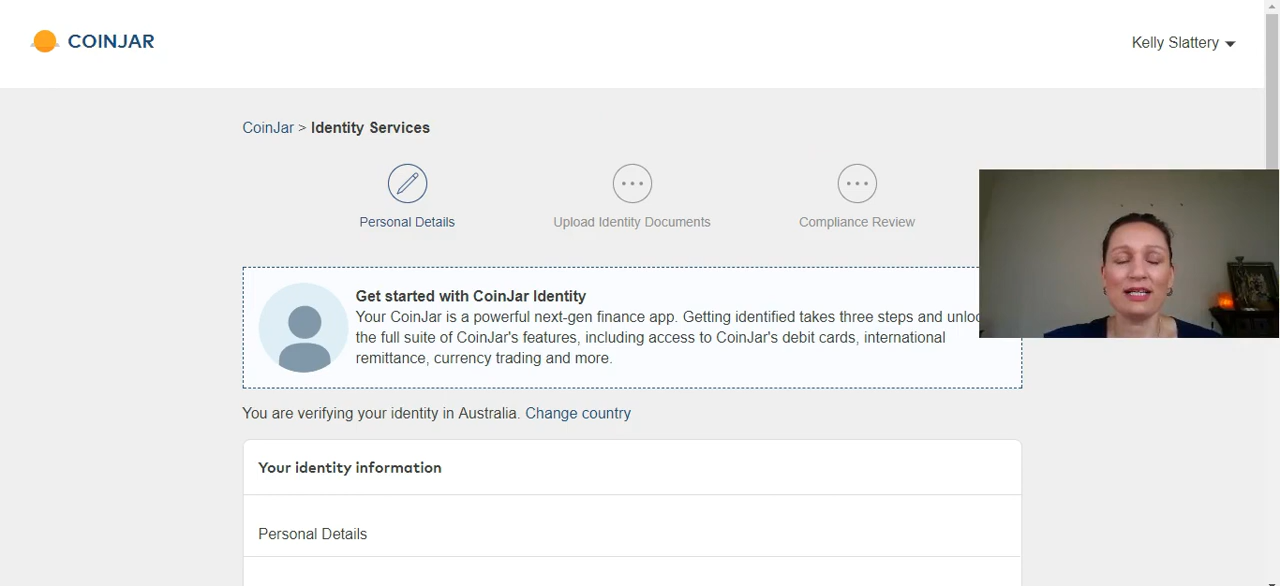 COINJAR
Kelly Slattery
CoinJar > Identity Services
Personal Details
Upload Identity Documents
Compliance Review
Get started with CoinJar Identity
Your CoinJar is a powerful next-gen finance app. Getting identified takes three steps and
the full suite of CoinJar's features, including access to CoinJar's debit cards, international
remittance, currency trading and more.
You are verifying your identity in Australia. Change country
Your identity information
Personal Details